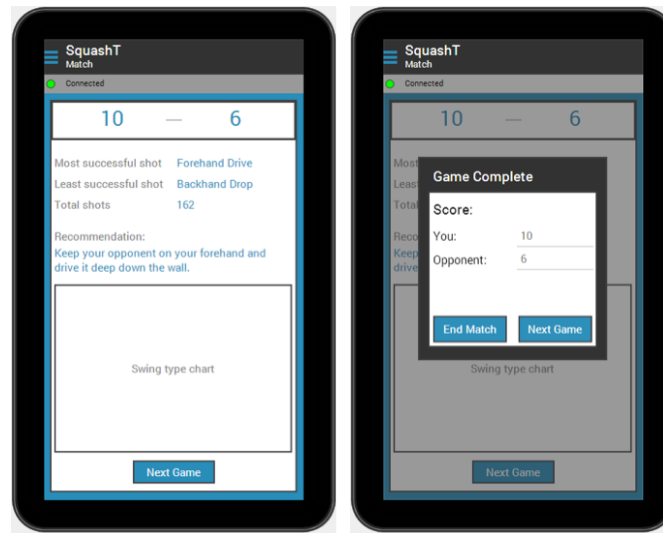 SquashT
Match
Connected
10 — 6
Most successful shot Forehand Drive
Least successful shot Backhand Drop
Total shots 162
Recommendation:
Keep your opponent on your forehand and
drive it deep down the wall.
Swing type chart
Next Game
SquashT
Match
Connected
10 — 6
Most
Least
Total
Game Complete
Score:
You: 10
Opponent: 6
End Match Next Game
Reco
Keep
drive
Swing type chart
Next Game